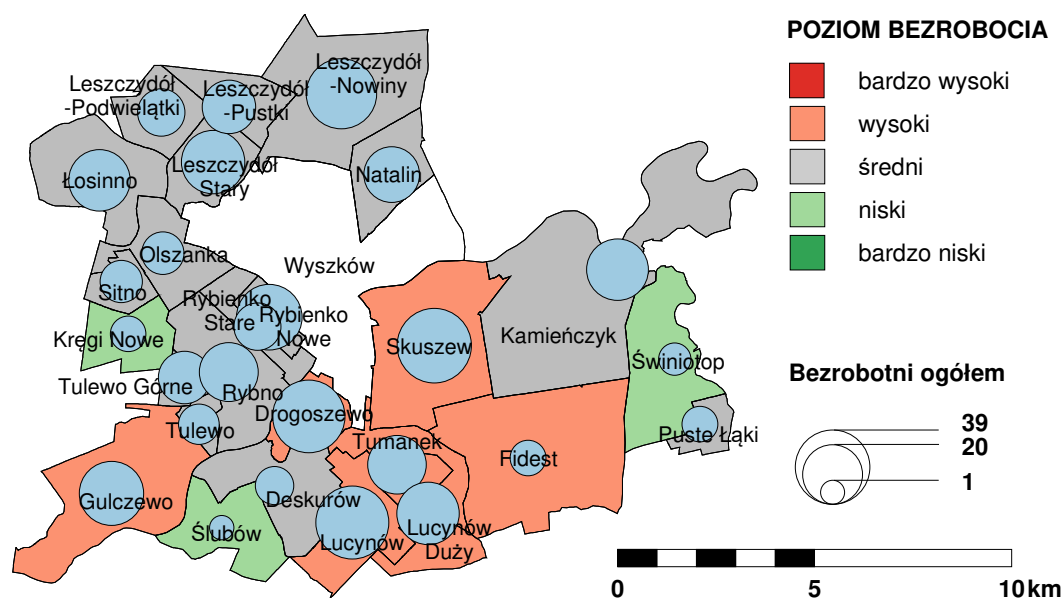 POZIOM BEZROBOCIA
bardzo wysoki
wysoki
średni
niski
bardzo niski
Leszczydół
-Nowiny
Leszczydół
-Podwielątki
Leszczydół
-Pustki
Leszczydół
Stary
Łosinno
Natalin
Olszanka
Wyszków
Sitno
Rybienko
Stare
Rybienko
Nowe
Kręgi Nowe
Skuszew
Kamieńczyk
Świniotop
Tulewo Górne
Rybno
Drogoszewo
Tulewo
Tumanek
Puste Łąki
Fidest
Gulczewo
Deskurów
Ślubów
Lucynów
Lucynów
Duży
Bezrobotni ogółem
39
20
1
0
5
10 km